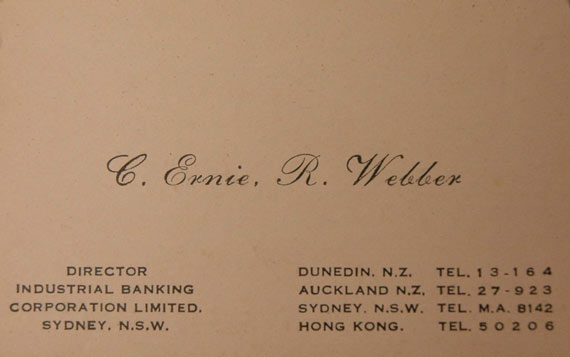 C. Ernie, R. Webber
DIRECTOR
INDUSTRIAL BANKING
CORPORATION LIMITED,
SYDNEY, N.S.W.
DUNEDIN, N.Z. TEL. 13-164
AUCKLAND N.Z. TEL. 27-923
SYDNEY, N.S.W. TEL. M.A. 8142
HONG KONG. TEL. 50206